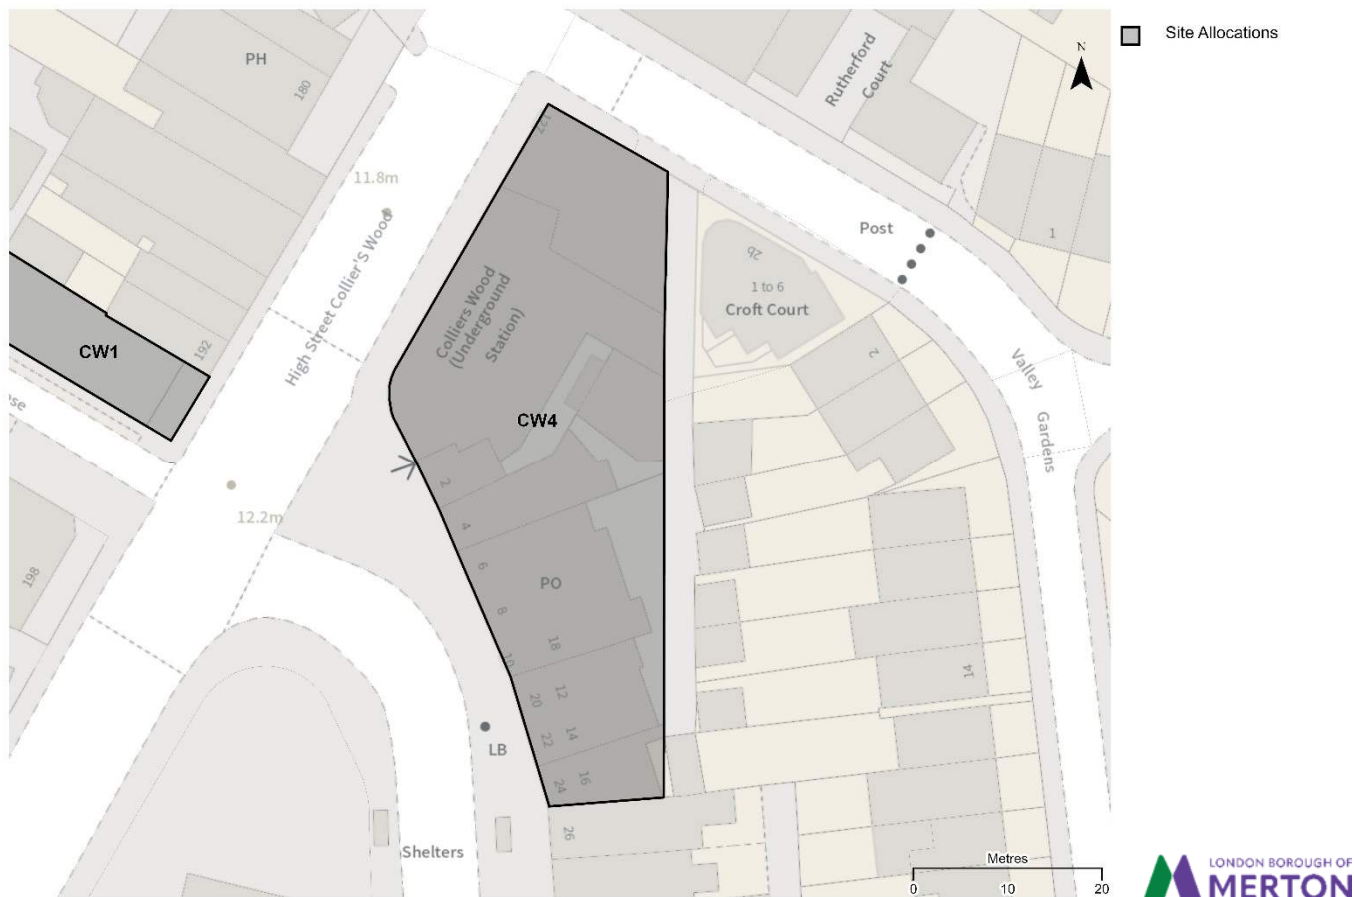 Site Allocations
N
PH
180
Rutherford
Court
177
11.8m
High Street Collier'S Wood
Post
1
2b
1 to 6
Croft Court
Colliers Wood
(Underground
Station)
CW1
192
2
Valley
Gardens
CW4
2
4
12.2m
6
PO
198
8
18
10
12
14
20
14
22
LB
16
24
26
Shelters
Metres
0 10 20
LONDON BOROUGH OF
MERTON